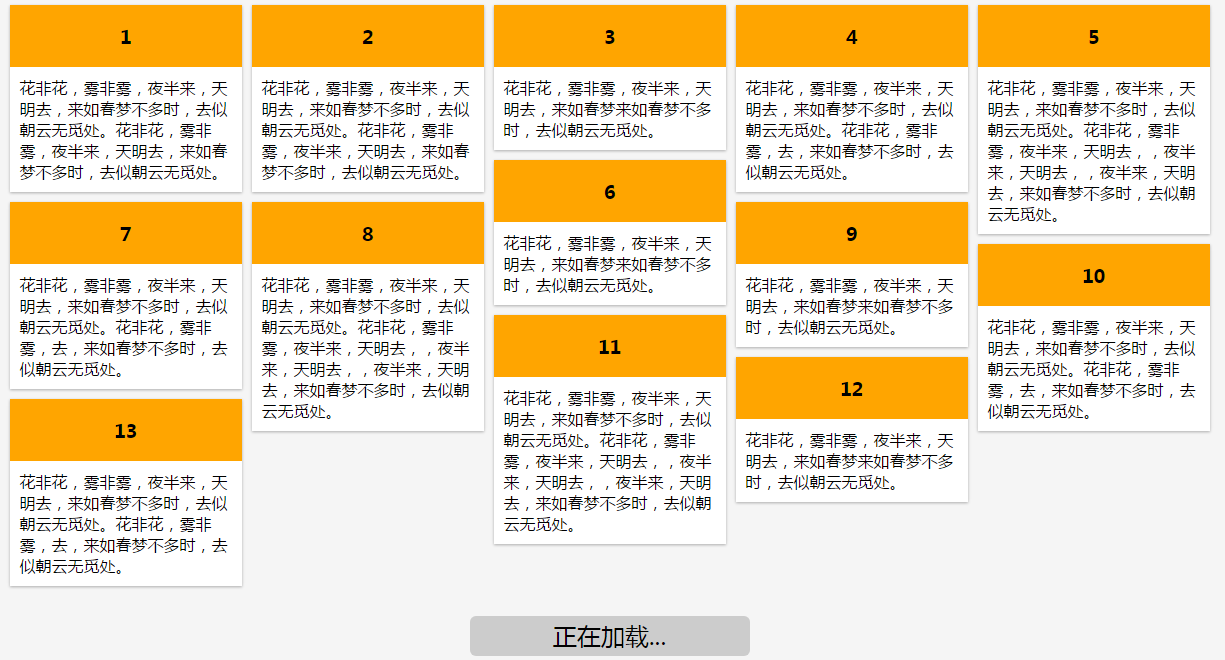 1
花非花，雾非雾，夜半来，天
明去，来如春梦不多时，去似
朝云无觅处。花非花，雾非
雾，夜半来，天明去，来如春
梦不多时，去似朝云无觅处。
2
花非花，雾非雾，夜半来，天
明去，来如春梦不多时，去似
朝云无觅处。花非花，雾非
雾，夜半来，天明去，来如春
梦不多时，去似朝云无觅处。
3
花非花，雾非雾，夜半来，天
明去，来如春梦来如春梦不多
时，去似朝云无觅处。
4
花非花，雾非雾，夜半来，天
明去，来如春梦不多时，去似
朝云无觅处。花非花，雾非
雾，去，来如春梦不多时，去
似朝云无觅处。
5
花非花，雾非雾，夜半来，天
明去，来如春梦不多时，去似
朝云无觅处。花非花，雾非
雾，夜半来，天明去，，夜半
来，天明去，，夜半来，天明
去，来如春梦不多时，去似朝
云无觅处。
6
花非花，雾非雾，夜半来，天
明去，来如春梦来如春梦不多
时，去似朝云无觅处。
7
花非花，雾非雾，夜半来，天
明去，来如春梦不多时，去似
朝云无觅处。花非花，雾非
雾，去，来如春梦不多时，去
似朝云无觅处。
8
花非花，雾非雾，夜半来，天
明去，来如春梦不多时，去似
朝云无觅处。花非花，雾非
雾，夜半来，天明去，，夜半
来，天明去，，夜半来，天明
去，来如春梦不多时，去似朝
云无觅处。
9
花非花，雾非雾，夜半来，天
明去，来如春梦来如春梦不多
时，去似朝云无觅处。
10
花非花，雾非雾，夜半来，天
明去，来如春梦不多时，去似
朝云无觅处。花非花，雾非
雾，去，来如春梦不多时，去
似朝云无觅处。
11
花非花，雾非雾，夜半来，天
明去，来如春梦不多时，去似
朝云无觅处。花非花，雾非
雾，夜半来，天明去，，夜半
来，天明去，，夜半来，天明
去，来如春梦不多时，去似朝
云无觅处。
12
花非花，雾非雾，夜半来，天
明去，来如春梦来如春梦不多
时，去似朝云无觅处。
13
花非花，雾非雾，夜半来，天
明去，来如春梦不多时，去似
朝云无觅处。花非花，雾非
雾，去，来如春梦不多时，去
似朝云无觅处。
正在加载...